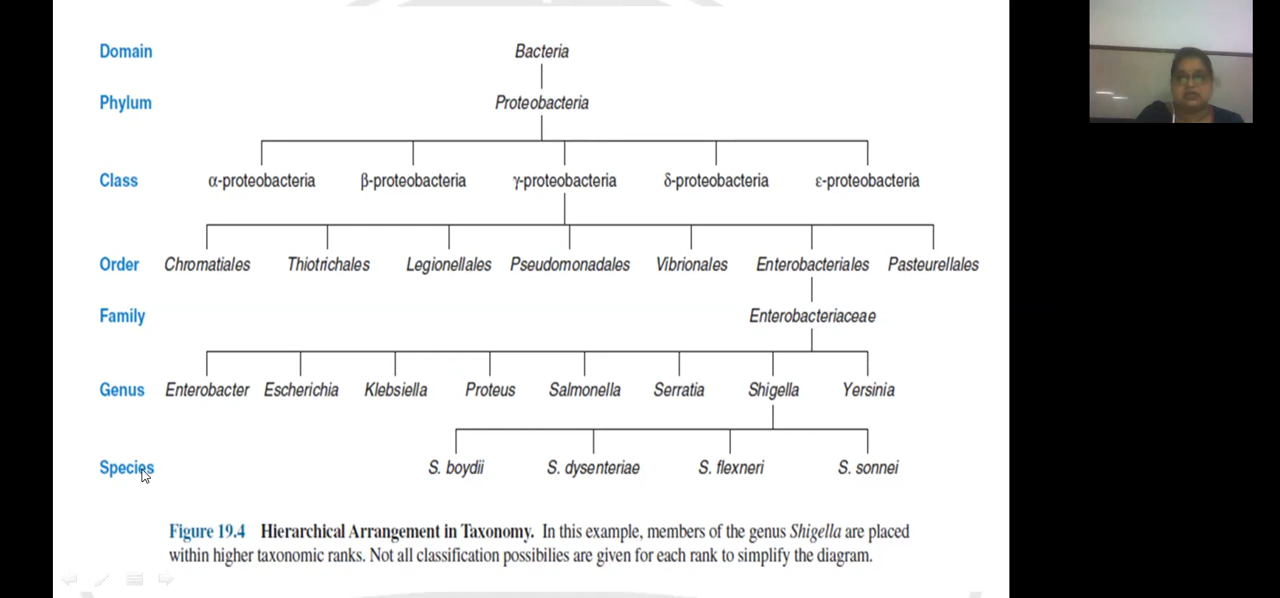 Domain Bacteria
Phylum Proteobacteria
Class α-proteobacteria β-proteobacteria γ-proteobacteria δ-proteobacteria ε-proteobacteria
Order Chromatiales Thiotrichales Legionellales Pseudomonadales Vibrionales Enterobacteriales Pasteurellales
Family Enterobacteriaceae
Genus Enterobacter Escherichia Klebsiella Proteus Salmonella Serratia Shigella Yersinia
Species S. boydii S. dysenteriae S. flexneri S. sonnei
Figure 19.4 Hierarchical Arrangement in Taxonomy. In this example, members of the genus Shigella are placed
within higher taxonomic ranks. Not all classification possibilies are given for each rank to simplify the diagram.